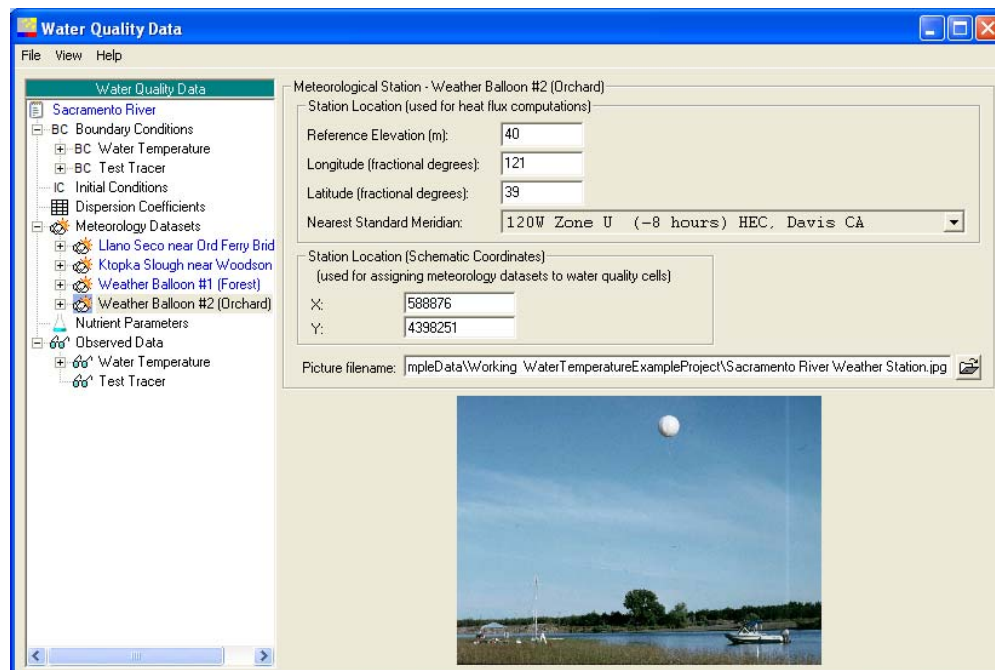 Water Quality Data
File View Help
Water Quality Data
Sacramento River
BC Boundary Conditions
BC Water Temperature
BC Test Tracer
IC Initial Conditions
Dispersion Coefficients
Meteorology Datasets
Llano Seco near Ord Ferry Brid
Ktopka Slough near Woodson
Weather Balloon #1 (Forest)
Weather Balloon #2 (Orchard)
Nutrient Parameters
Observed Data
Water Temperature
Test Tracer
Meteorological Station - Weather Balloon #2 (Orchard)
Station Location (used for heat flux computations)
Reference Elevation (m): 40
Longitude (fractional degrees): 121
Latitude (fractional degrees): 39
Nearest Standard Meridian: 120W Zone U (-8 hours) HEC, Davis CA
Station Location (Schematic Coordinates)
(used for assigning meteorology datasets to water quality cells)
X: 588876
Y: 4398251
Picture filename: mpleData\Working WaterTemperatureExampleProject\Sacramento River Weather Station.jpg